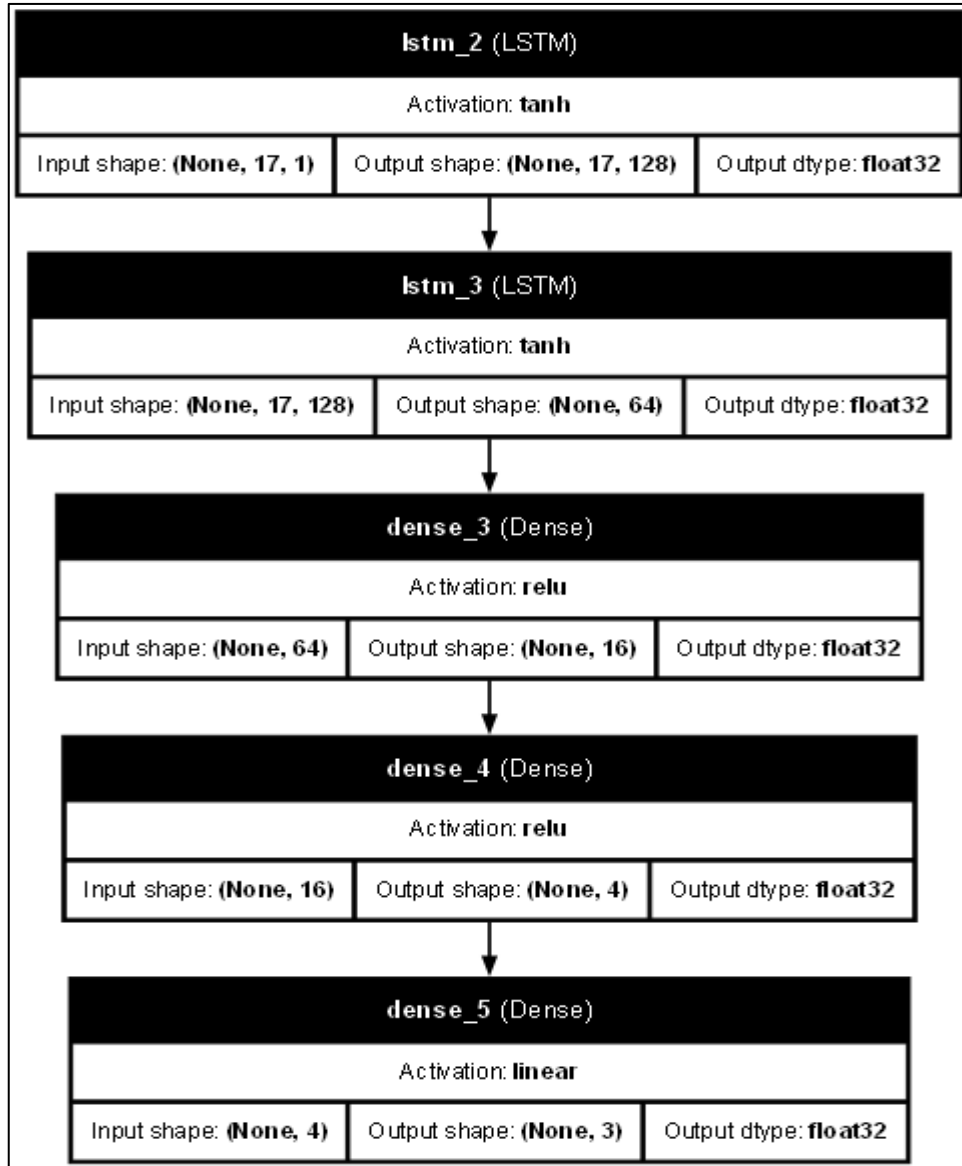 lstm_2 (LSTM)
Activation: tanh
Input shape: (None, 17, 1) Output shape: (None, 17, 128) Output dtype: float32
lstm_3 (LSTM)
Activation: tanh
Input shape: (None, 17, 128) Output shape: (None, 64) Output dtype: float32
dense_3 (Dense)
Activation: relu
Input shape: (None, 64) Output shape: (None, 16) Output dtype: float32
dense_4 (Dense)
Activation: relu
Input shape: (None, 16) Output shape: (None, 4) Output dtype: float32
dense_5 (Dense)
Activation: linear
Input shape: (None, 4) Output shape: (None, 3) Output dtype: float32